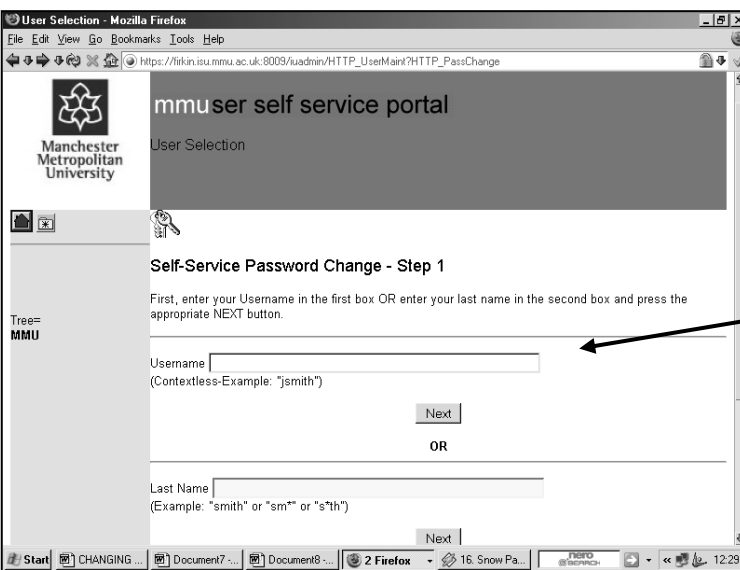 User Selection - Mozilla Firefox
File Edit View Go Bookmarks Tools Help
https://firkin.isu.mmu.ac.uk:8009/iuadmin/HTTP_UserMaint?HTTP_PassChange
Manchester
Metropolitan
University
mmuser self service portal
User Selection
Tree=
MMU
Self-Service Password Change - Step 1
First, enter your Username in the first box OR enter your last name in the second box and press the
appropriate NEXT button.
Username
(Contextless-Example: "jsmith")
Next
OR
Last Name
(Example: "smith" or "sm*" or "s*th")
Next
Start CHANGING ... Document7 -... Document8 -... 2 Firefox 16. Snow Pa... nero SEARCH « 12:29